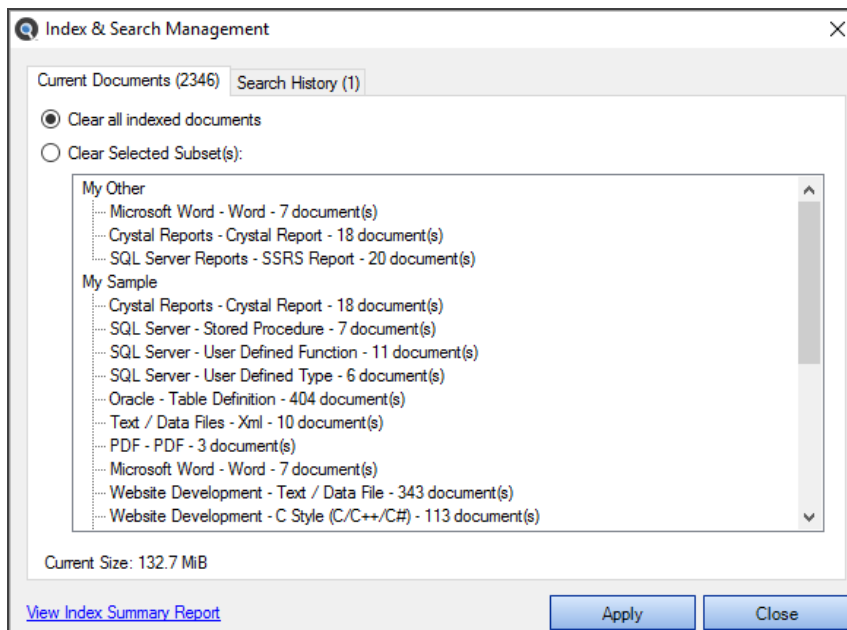 Index & Search Management
Current Documents (2346)
Search History (1)
Clear all indexed documents
Clear Selected Subset(s):
My Other
Microsoft Word - Word - 7 document(s)
Crystal Reports - Crystal Report - 18 document(s)
SQL Server Reports - SSRS Report - 20 document(s)
My Sample
Crystal Reports - Crystal Report - 18 document(s)
SQL Server - Stored Procedure - 7 document(s)
SQL Server - User Defined Function - 11 document(s)
SQL Server - User Defined Type - 6 document(s)
Oracle - Table Definition - 404 document(s)
Text / Data Files - Xml - 10 document(s)
PDF - PDF - 3 document(s)
Microsoft Word - Word - 7 document(s)
Website Development - Text / Data File - 343 document(s)
Website Development - C Style (C/C++/C#) - 113 document(s)
Current Size: 132.7 MiB
View Index Summary Report
Apply
Close